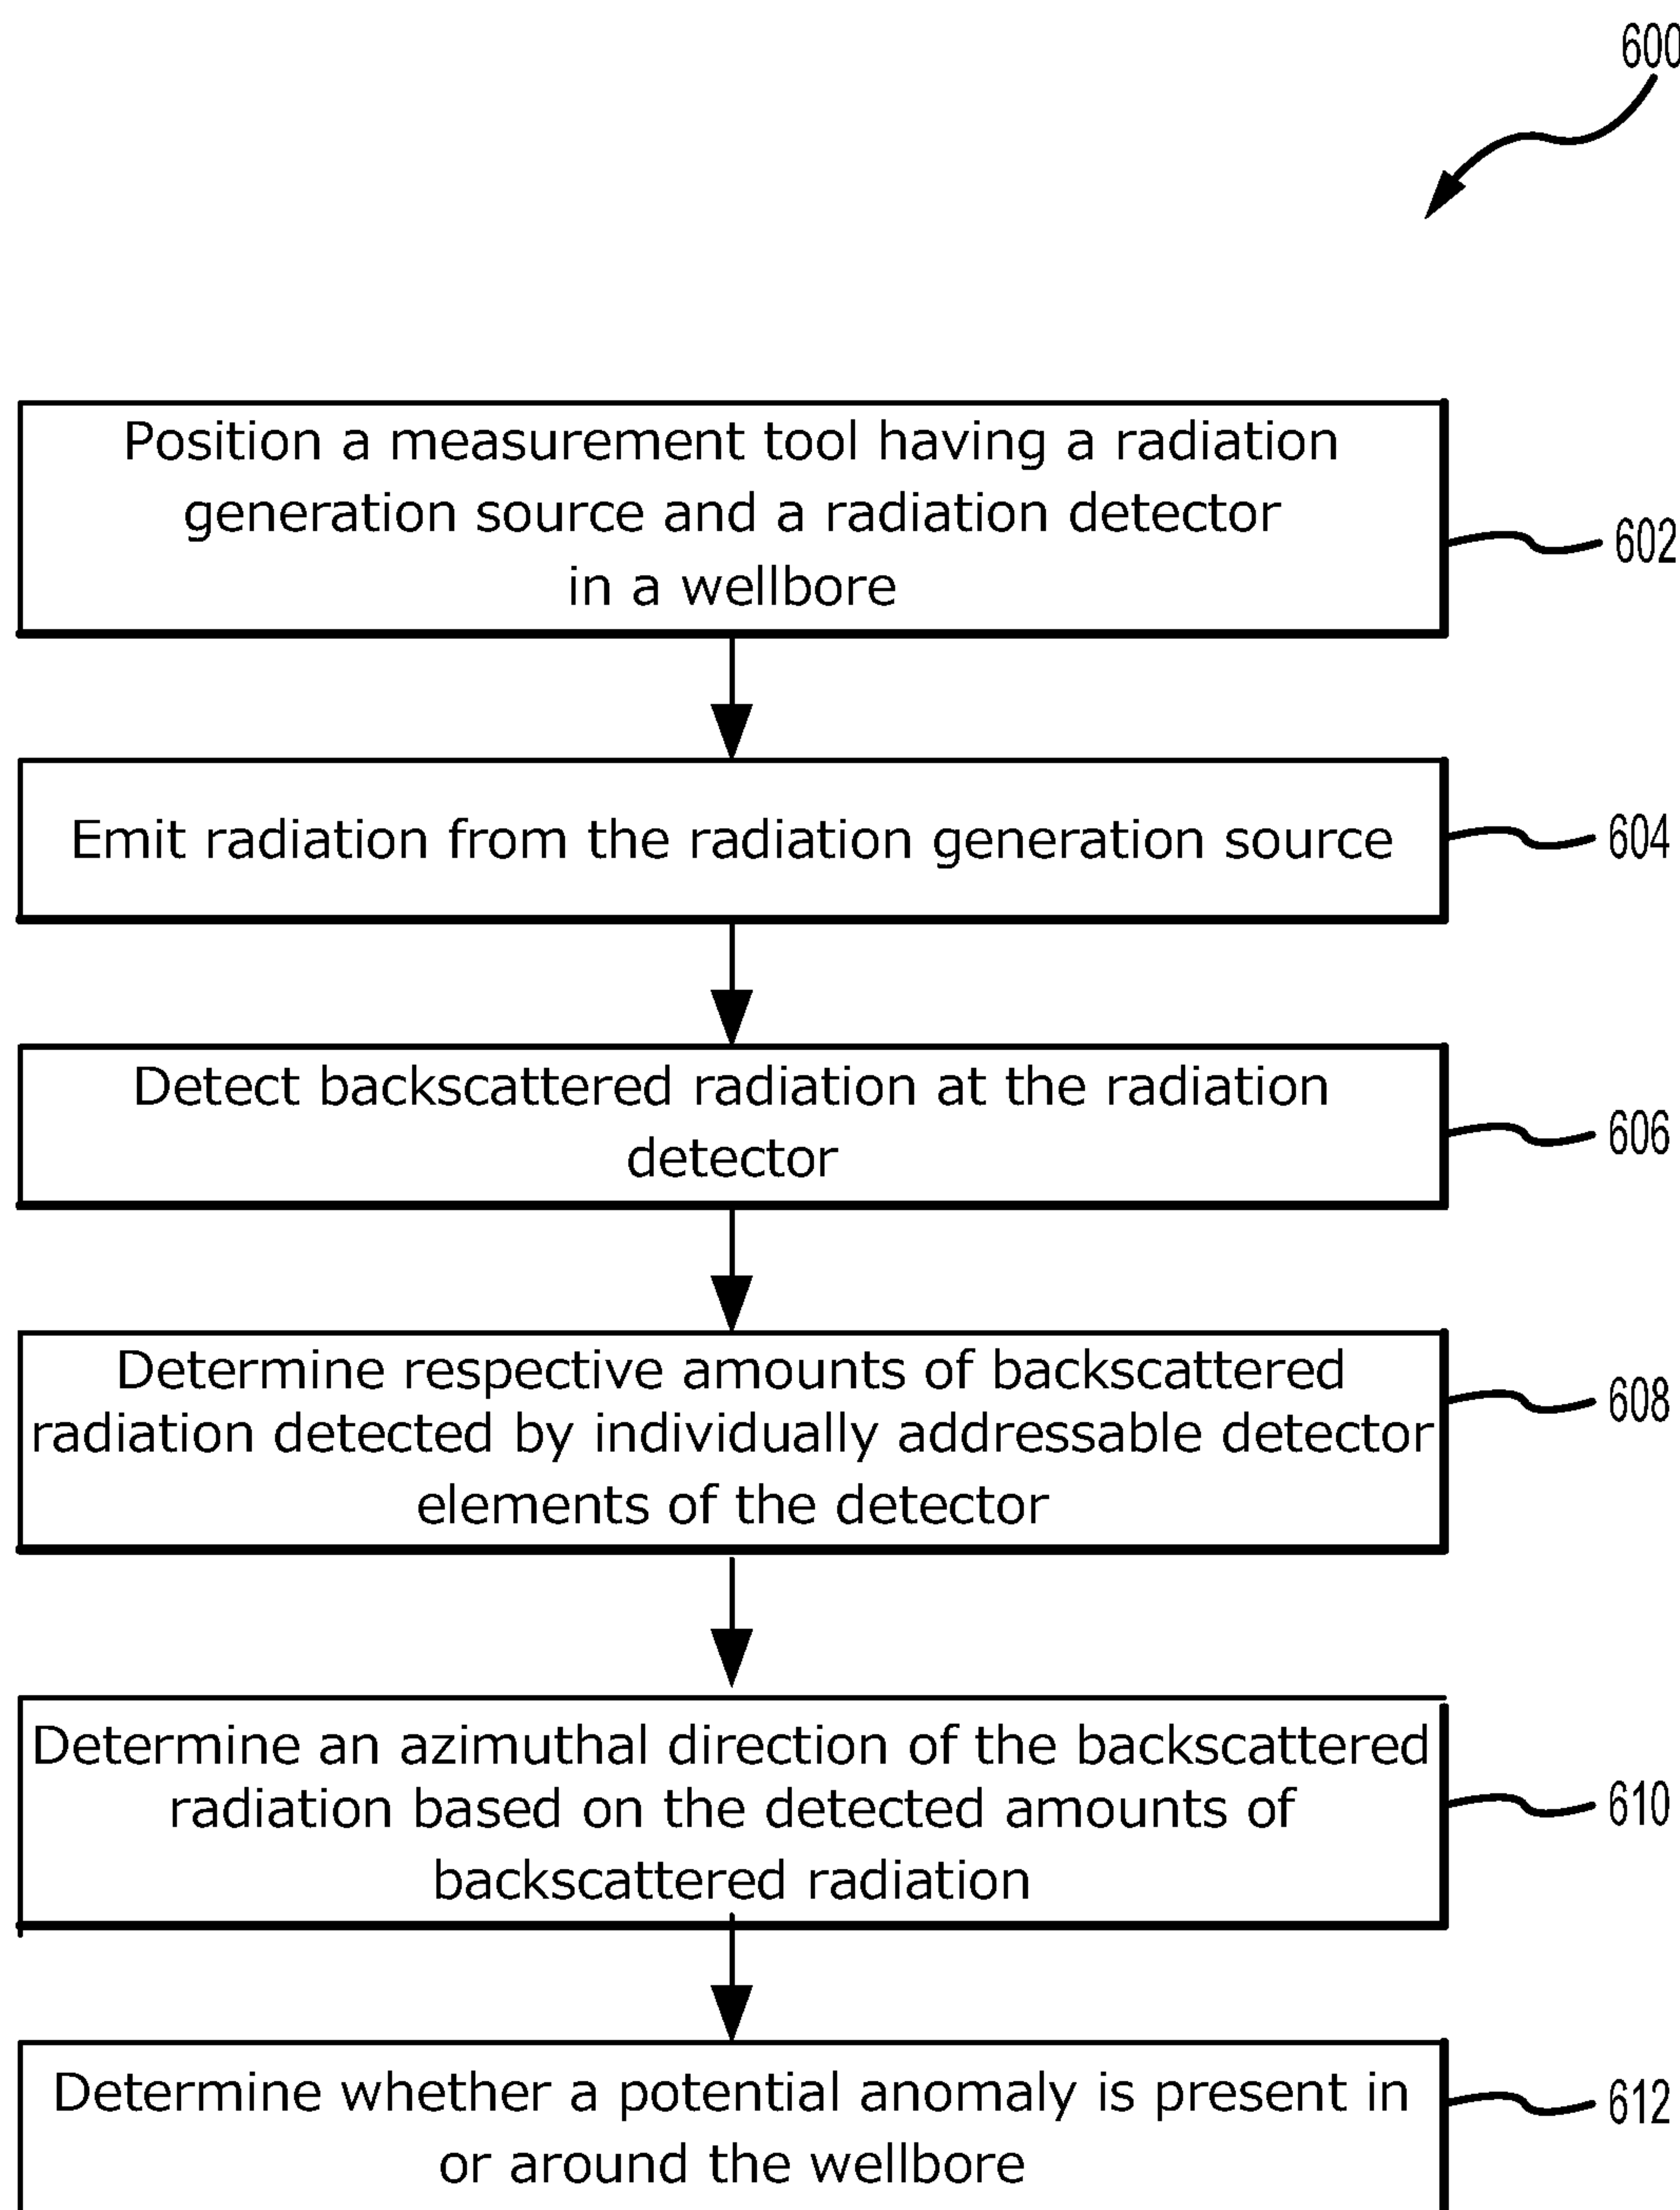 600
Position a measurement tool having a radiation
generation source and a radiation detector
in a wellbore
602
Emit radiation from the radiation generation source
604
Detect backscattered radiation at the radiation
detector
606
Determine respective amounts of backscattered
radiation detected by individually addressable detector
elements of the detector
608
Determine an azimuthal direction of the backscattered
radiation based on the detected amounts of
backscattered radiation
610
Determine whether a potential anomaly is present in
or around the wellbore
612